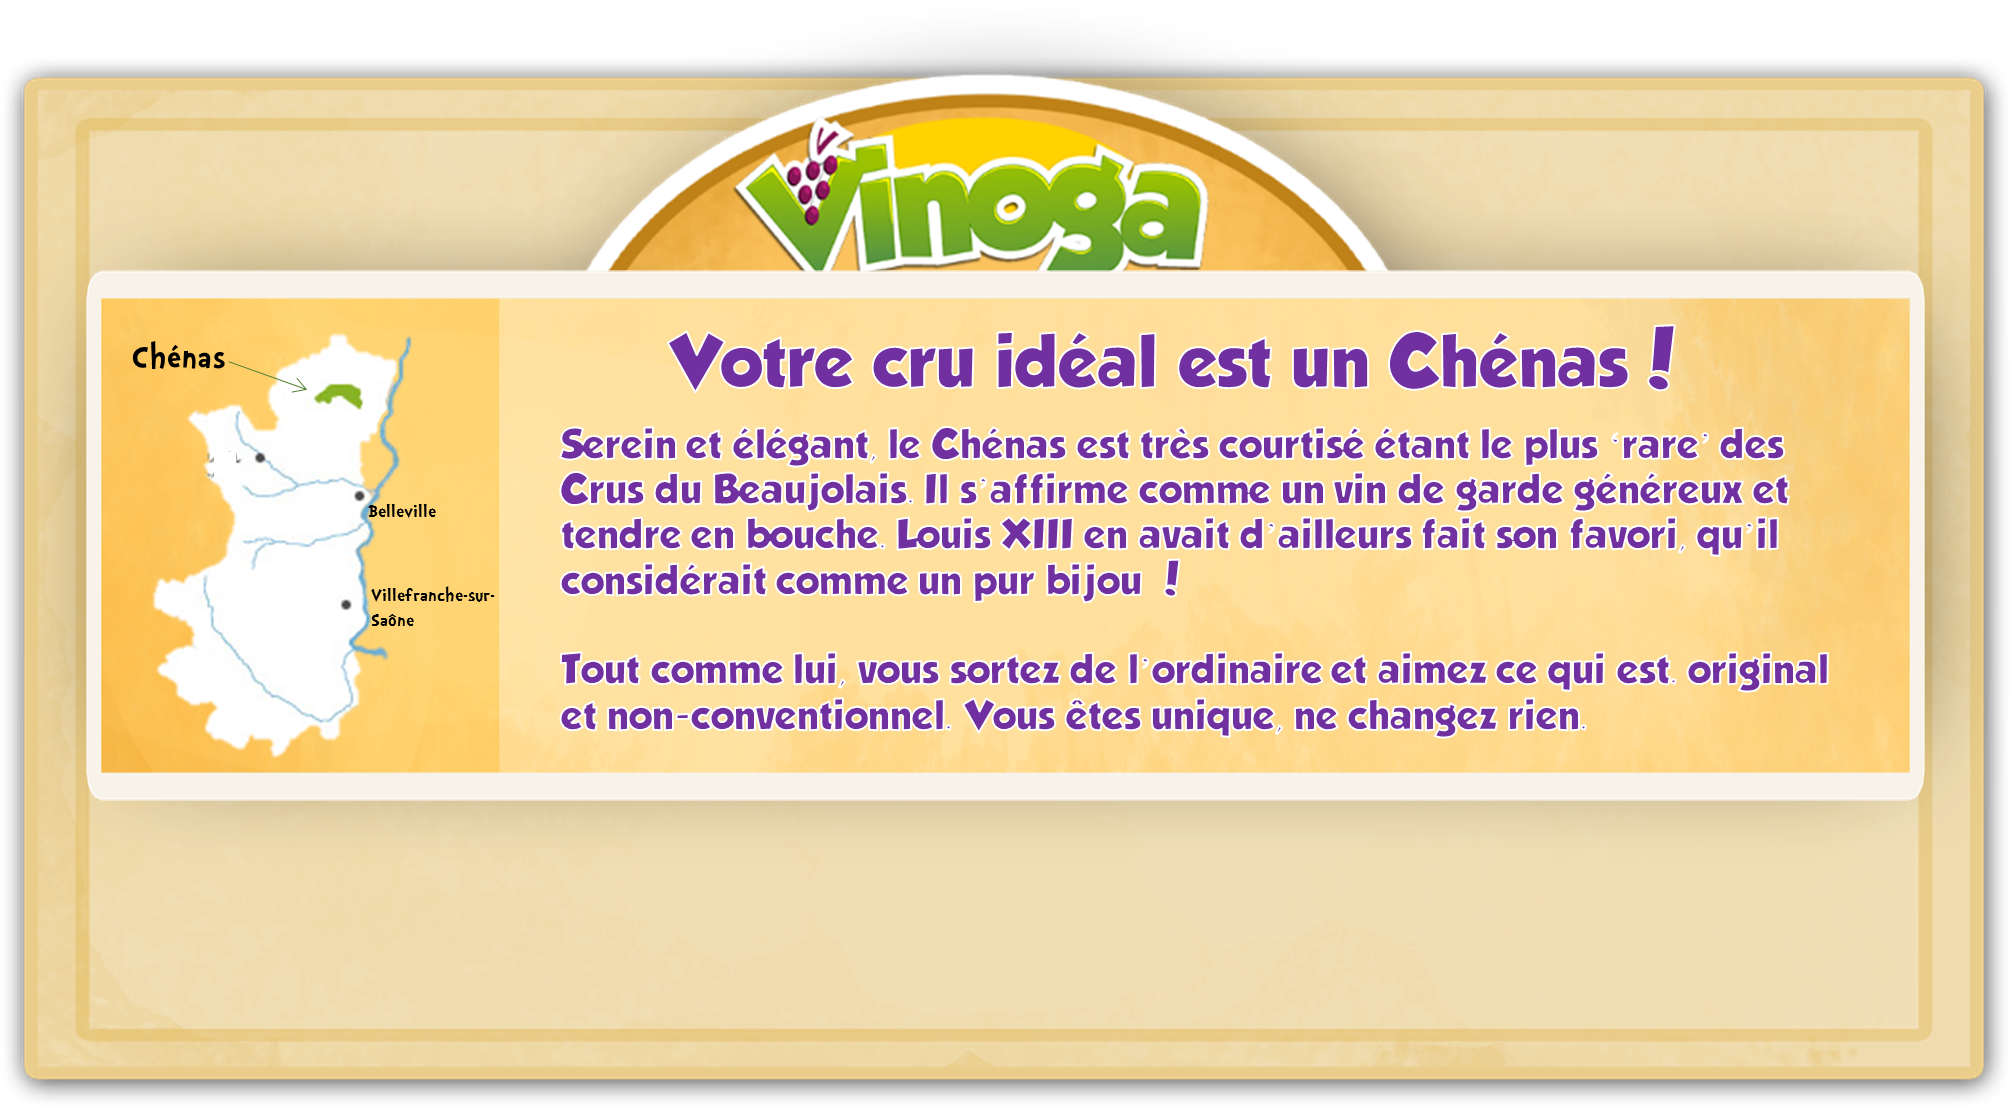 Vinoga
Chénas
Belleville
Villefranche-sur-
Saône
Votre cru idéal est un Chénas !
Serein et élégant, le Chénas est très courtisé étant le plus ‘rare’ des
Crus du Beaujolais. Il s’affirme comme un vin de garde généreux et
tendre en bouche. Louis XIII en avait d’ailleurs fait son favori, qu’il
considérait comme un pur bijou !
Tout comme lui, vous sortez de l’ordinaire et aimez ce qui est. original
et non-conventionnel. Vous êtes unique, ne changez rien.